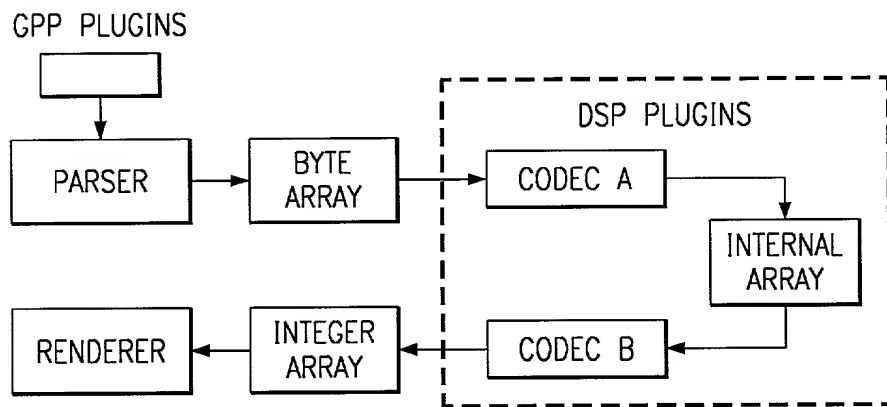 GPP PLUGINS
DSP PLUGINS
PARSER
BYTE
ARRAY
CODEC A
INTERNAL
ARRAY
RENDERER
INTEGER
ARRAY
CODEC B